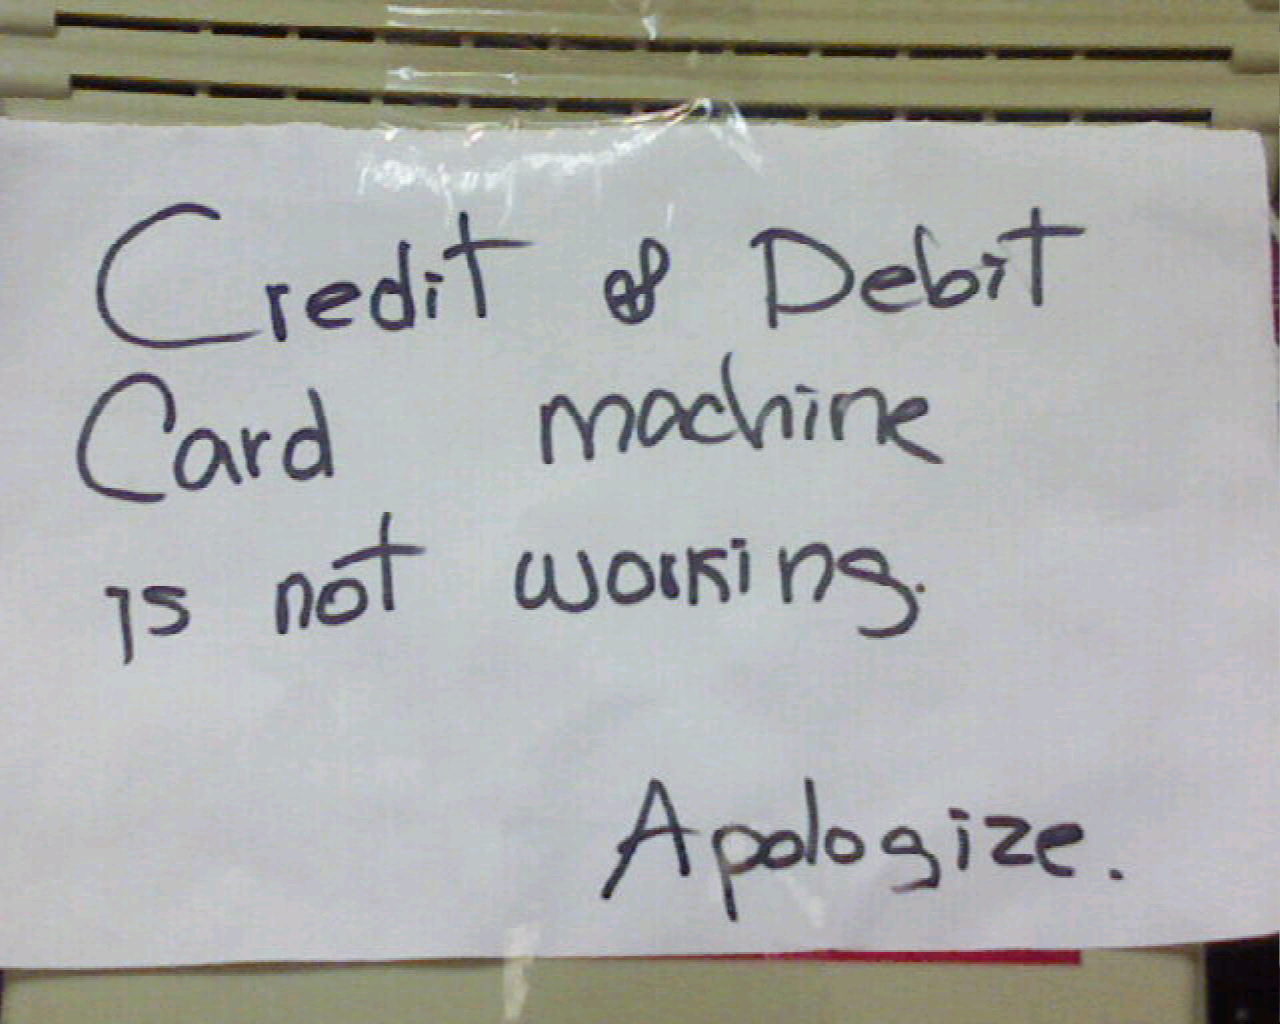 Credit & Debit
Card machine
is not working.
Apologize.